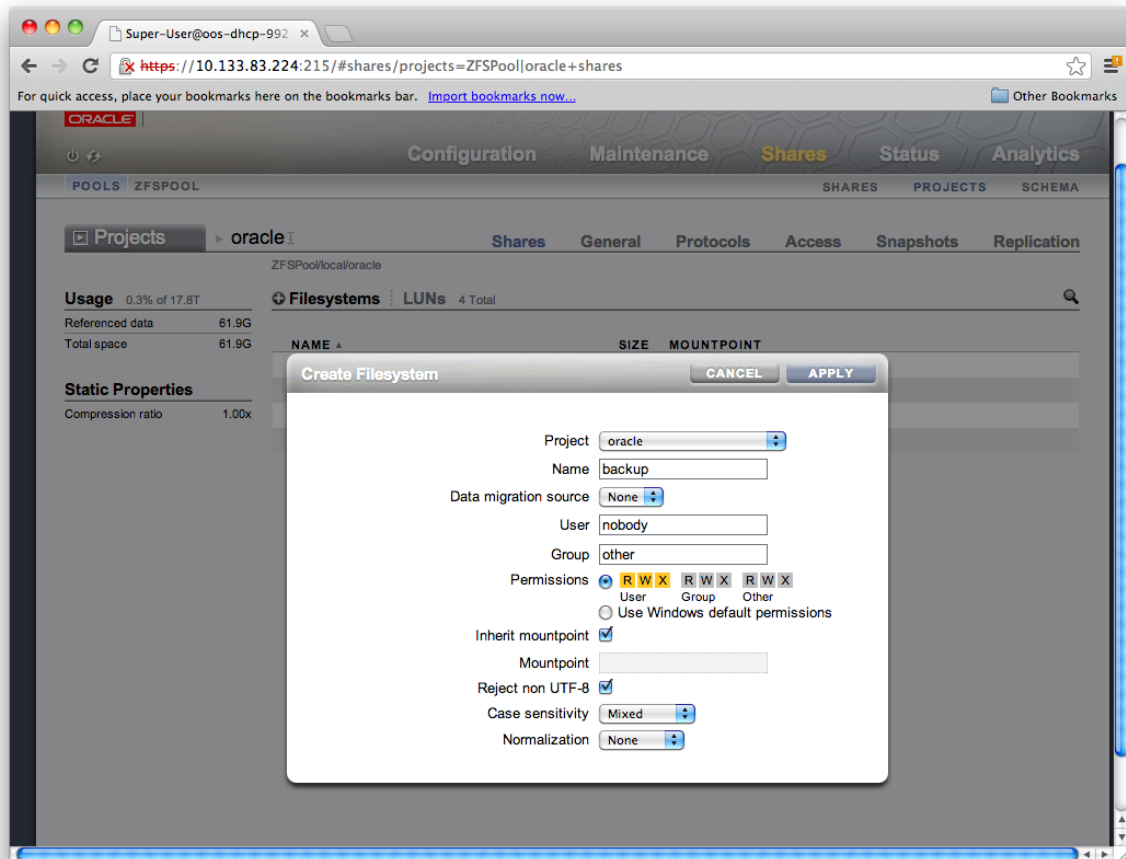 Super-User@oos-dhcp-992
https://10.133.83.224:215/#shares/projects=ZFSPool|oracle+shares
For quick access, place your bookmarks here on the bookmarks bar. Import bookmarks now... Other Bookmarks
ORACLE
Configuration Maintenance Shares Status Analytics
POOLS ZFSPOOL SHARES PROJECTS SCHEMA
Projects oracle Shares General Protocols Access Snapshots Replication
ZFSPool/local/oracle
Usage 0.3% of 17.8T Filesystems LUNs 4 Total
Referenced data 61.9G
Total space 61.9G NAME SIZE MOUNTPOINT
Static Properties
Compression ratio 1.00x
Create Filesystem CANCEL APPLY
Project oracle
Name backup
Data migration source None
User nobody
Group other
Permissions R W X R W X R W X
User Group Other
Use Windows default permissions
Inherit mountpoint
Mountpoint
Reject non UTF-8
Case sensitivity Mixed
Normalization None